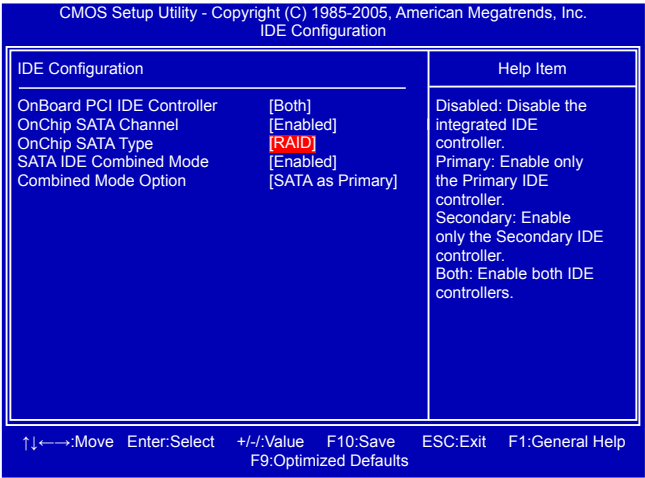 CMOS Setup Utility - Copyright (C) 1985-2005, American Megatrends, Inc.
IDE Configuration
IDE Configuration
Help Item
OnBoard PCI IDE Controller [Both]
OnChip SATA Channel [Enabled]
OnChip SATA Type [RAID]
SATA IDE Combined Mode [Enabled]
Combined Mode Option [SATA as Primary]
Disabled: Disable the
integrated IDE
controller.
Primary: Enable only
the Primary IDE
controller.
Secondary: Enable
only the Secondary IDE
controller.
Both: Enable both IDE
controllers.
↑↓←→:Move Enter:Select +/-/:Value F10:Save ESC:Exit F1:General Help
F9:Optimized Defaults